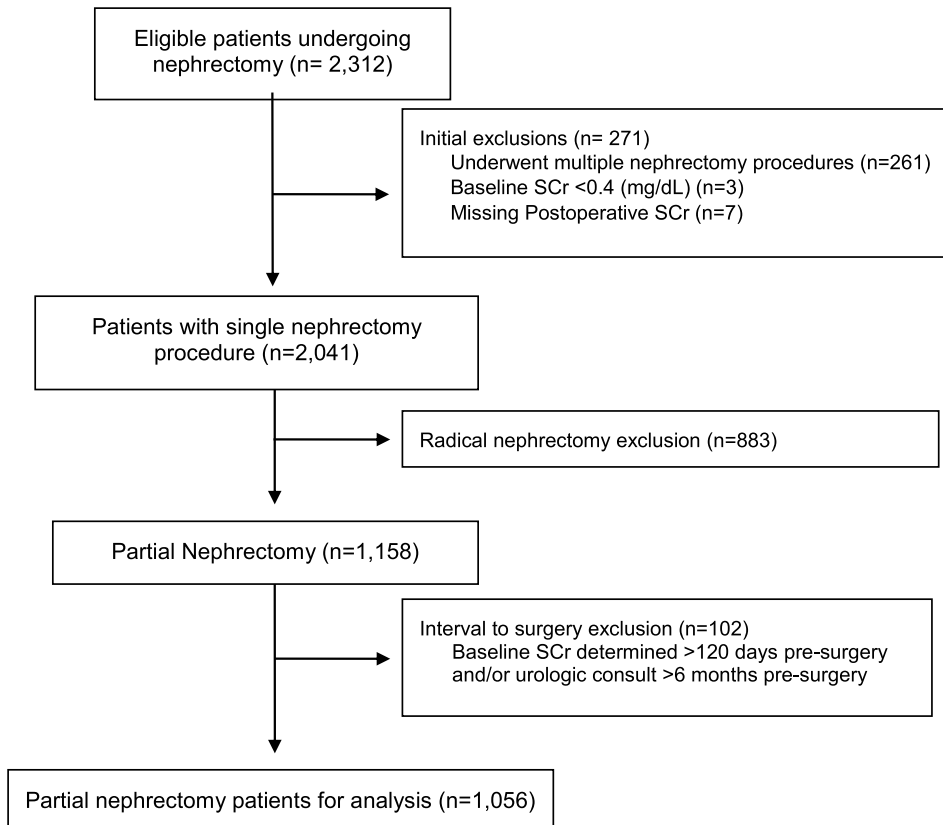 Eligible patients undergoing
nephrectomy (n= 2,312)
Initial exclusions (n= 271)
Underwent multiple nephrectomy procedures (n=261)
Baseline SCr <0.4 (mg/dL) (n=3)
Missing Postoperative SCr (n=7)
Patients with single nephrectomy
procedure (n=2,041)
Radical nephrectomy exclusion (n=883)
Partial Nephrectomy (n=1,158)
Interval to surgery exclusion (n=102)
Baseline SCr determined >120 days pre-surgery
and/or urologic consult >6 months pre-surgery
Partial nephrectomy patients for analysis (n=1,056)